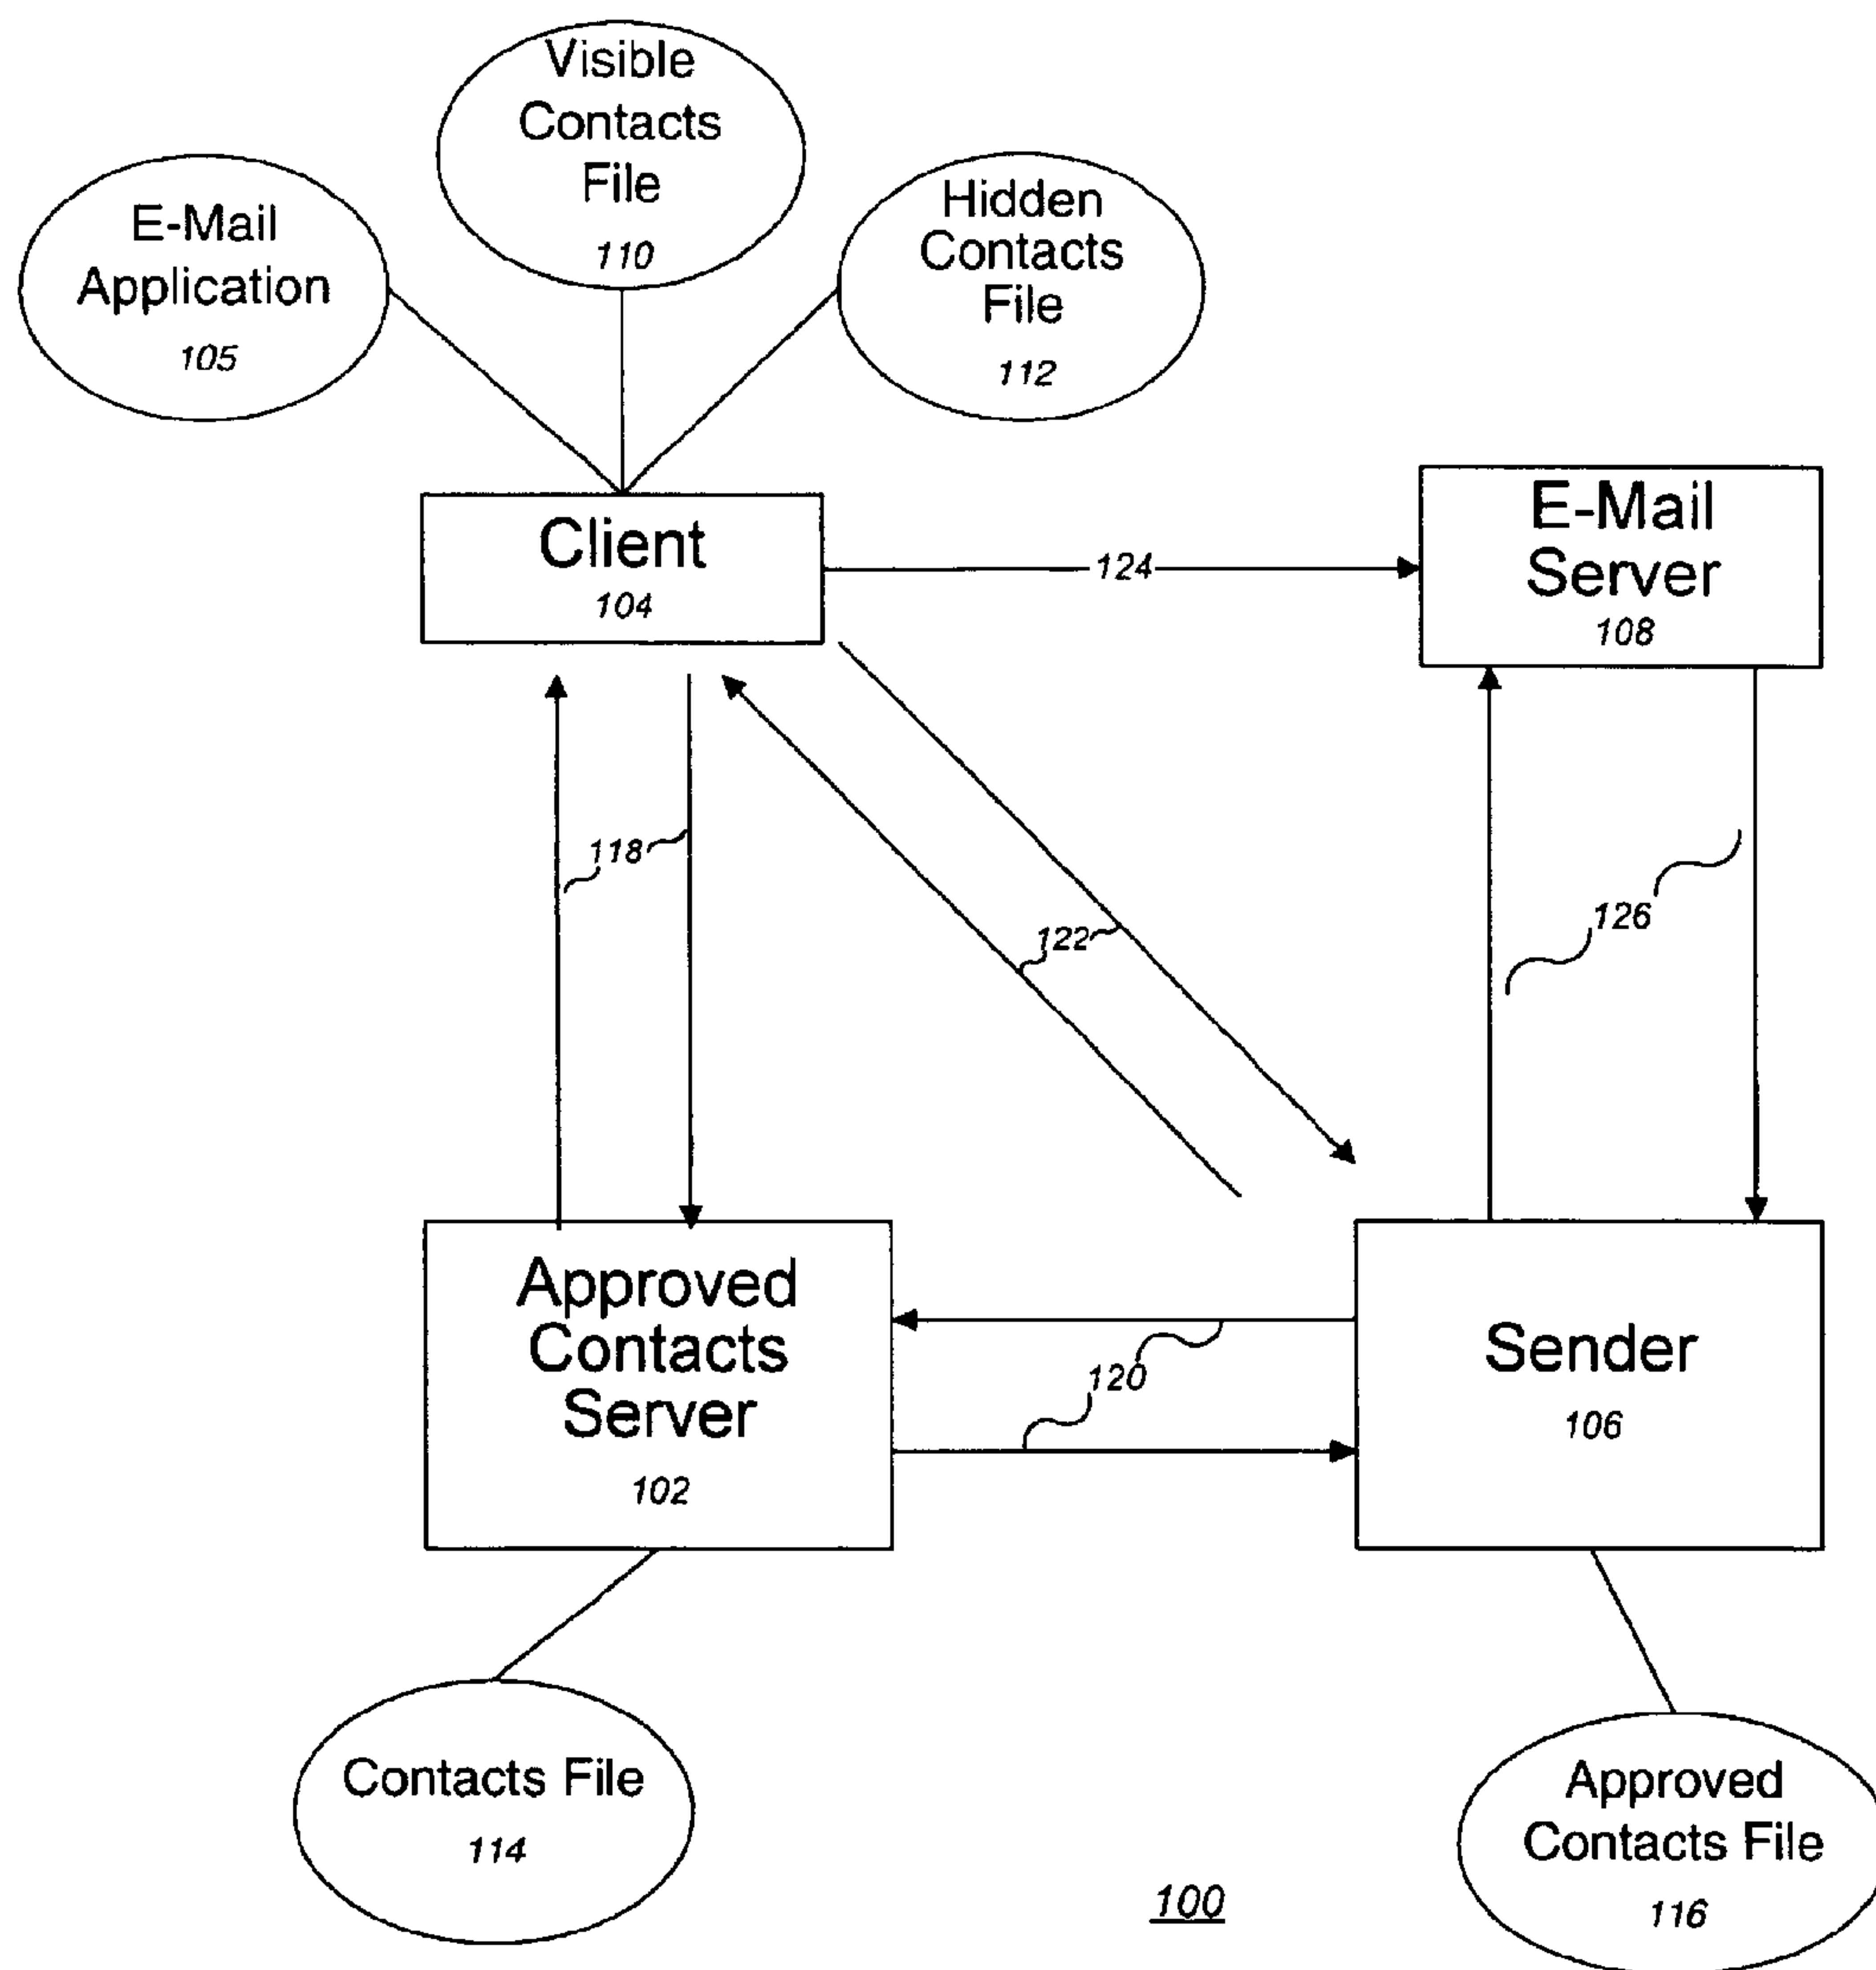 Visible
Contacts
File
110
E-Mail
Application
105
Hidden
Contacts
File
112
Client
104
124
E-Mail
Server
108
118
122
126
Approved
Contacts
Server
102
120
Sender
106
Contacts File
114
Approved
Contacts File
116
100